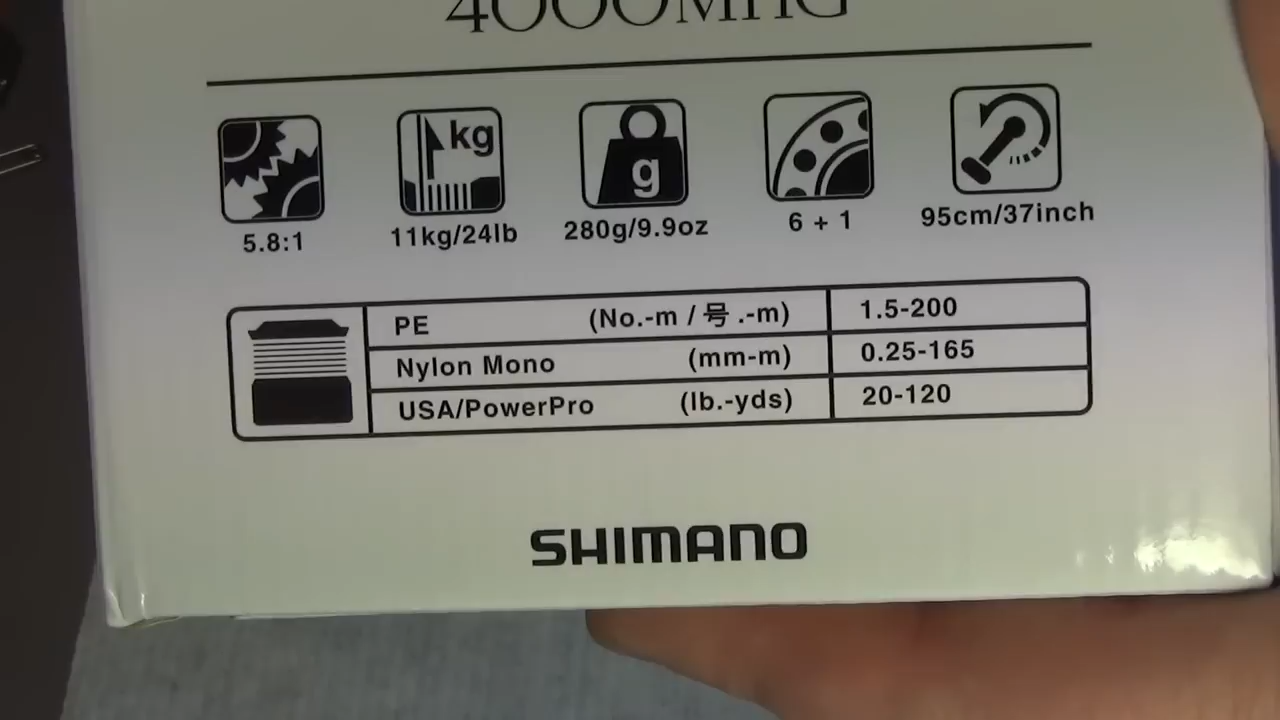 4000MHG
kg
g
5.8:1
11kg/24lb
280g/9.9oz
6 + 1
95cm/37inch
PE (No.-m / 号 .-m) 1.5-200
Nylon Mono (mm-m) 0.25-165
USA/PowerPro (lb.-yds) 20-120
SHIMANO